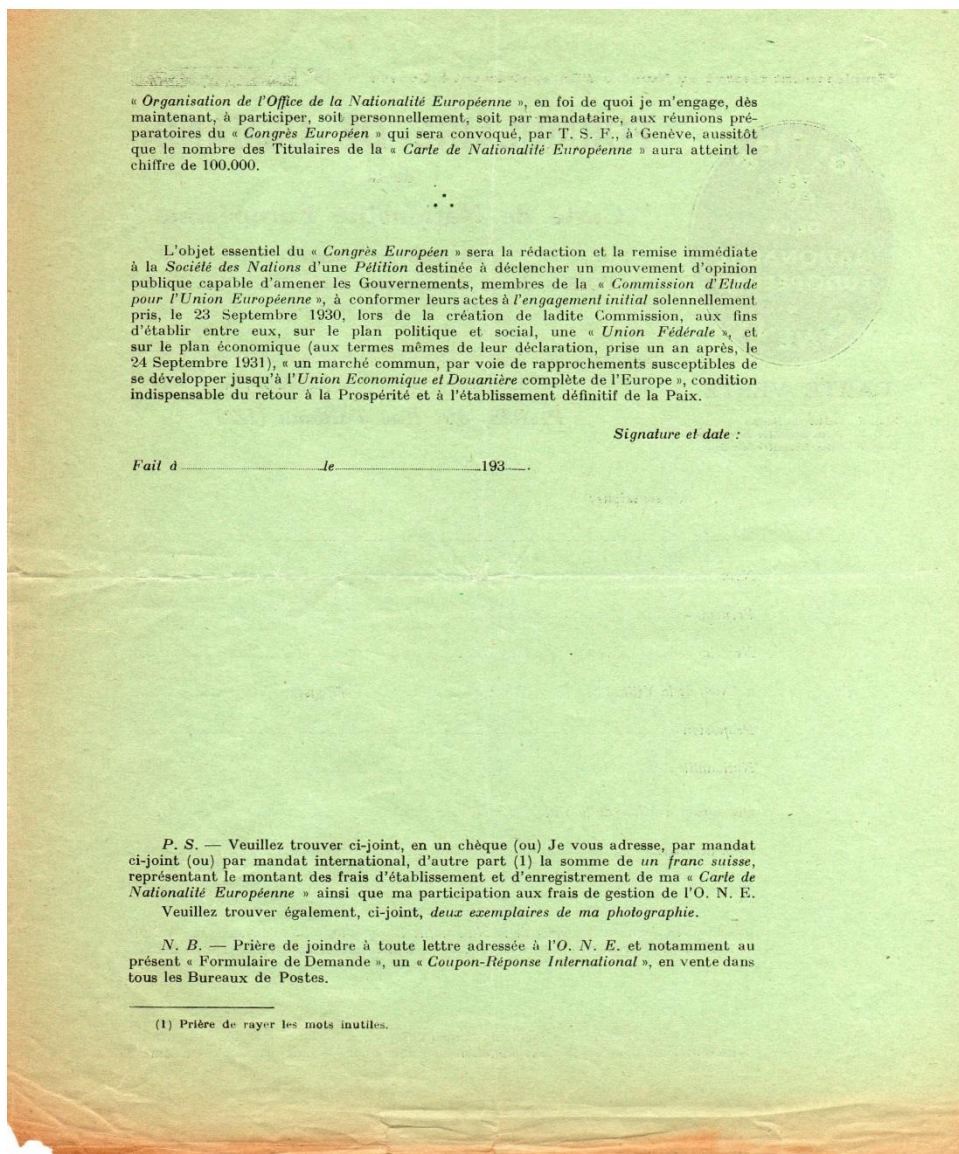 « Organisation de l'Office de la Nationalité Européenne », en foi de quoi je m'engage, dès
maintenant, à participer, soit personnellement, soit par mandataire, aux réunions pré-
paratoires du « Congrès Européen » qui sera convoqué, par T. S. F., à Genève, aussitôt
que le nombre des Titulaires de la « Carte de Nationalité Européenne » aura atteint le
chiffre de 100.000.
L'objet essentiel du « Congrès Européen » sera la rédaction et la remise immédiate
à la Société des Nations d'une Pétition destinée à déclencher un mouvement d'opinion
publique capable d'amener les Gouvernements, membres de la « Commission d'Etude
pour l'Union Européenne », à conformer leurs actes à l'engagement initial solennellement
pris, le 23 Septembre 1930, lors de la création de ladite Commission, aux fins
d'établir entre eux, sur le plan politique et social, une « Union Fédérale », et
sur le plan économique (aux termes mêmes de leur déclaration, prise un an après, le
24 Septembre 1931), « un marché commun, par voie de rapprochements susceptibles de
se développer jusqu'à l'Union Economique et Douanière complète de l'Europe », condition
indispensable du retour à la Prospérité et à l'établissement définitif de la Paix.
Signature et date :
Fait à ........ le ........ 193.....
P. S. — Veuillez trouver ci-joint, en un chèque (ou) Je vous adresse, par mandat
ci-joint (ou) par mandat international, d'autre part (1) la somme de un franc suisse,
représentant le montant des frais d'établissement et d'enregistrement de ma « Carte de
Nationalité Européenne » ainsi que ma participation aux frais de gestion de l'O. N. E.
Veuillez trouver également, ci-joint, deux exemplaires de ma photographie.
N. B. — Prière de joindre à toute lettre adressée à l'O. N. E. et notamment au
présent « Formulaire de Demande », un « Coupon-Réponse International », en vente dans
tous les Bureaux de Postes.
(1) Prière de rayer les mots inutiles.